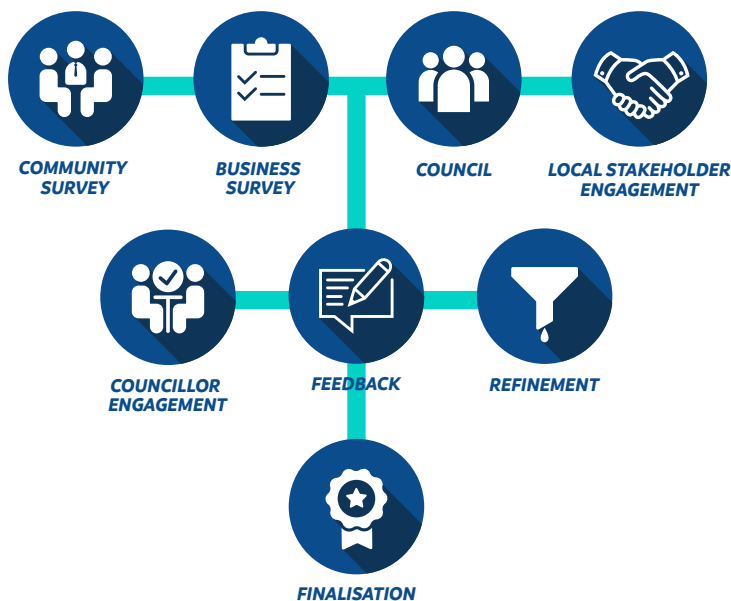 COMMUNITY
SURVEY
BUSINESS
SURVEY
COUNCIL
LOCAL STAKEHOLDER
ENGAGEMENT
COUNCILLOR
ENGAGEMENT
FEEDBACK
REFINEMENT
FINALISATION